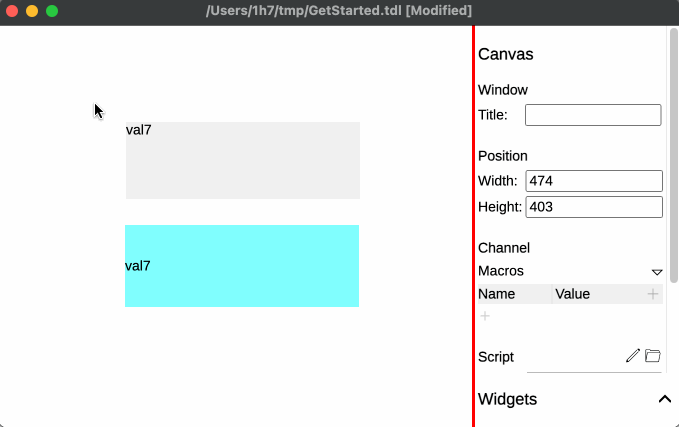 /Users/1h7/tmp/GetStarted.tdl [Modified]
val7
val7
Canvas
Window
Title:
Position
Width: 474
Height: 403
Channel
Macros
Name Value +
+
Script
Widgets